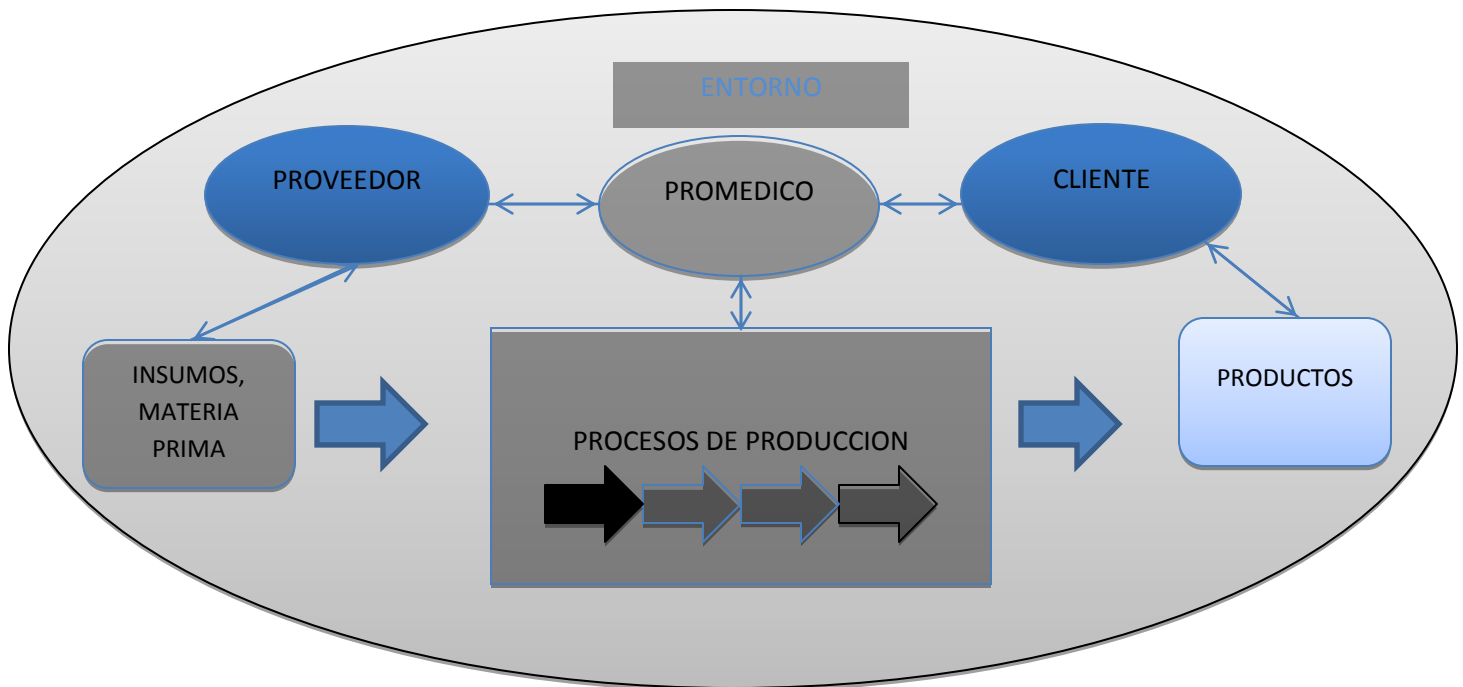 ENTORNO
PROVEEDOR
PROMEDICO
CLIENTE
INSUMOS,
MATERIA
PRIMA
PROCESOS DE PRODUCCION
PRODUCTOS